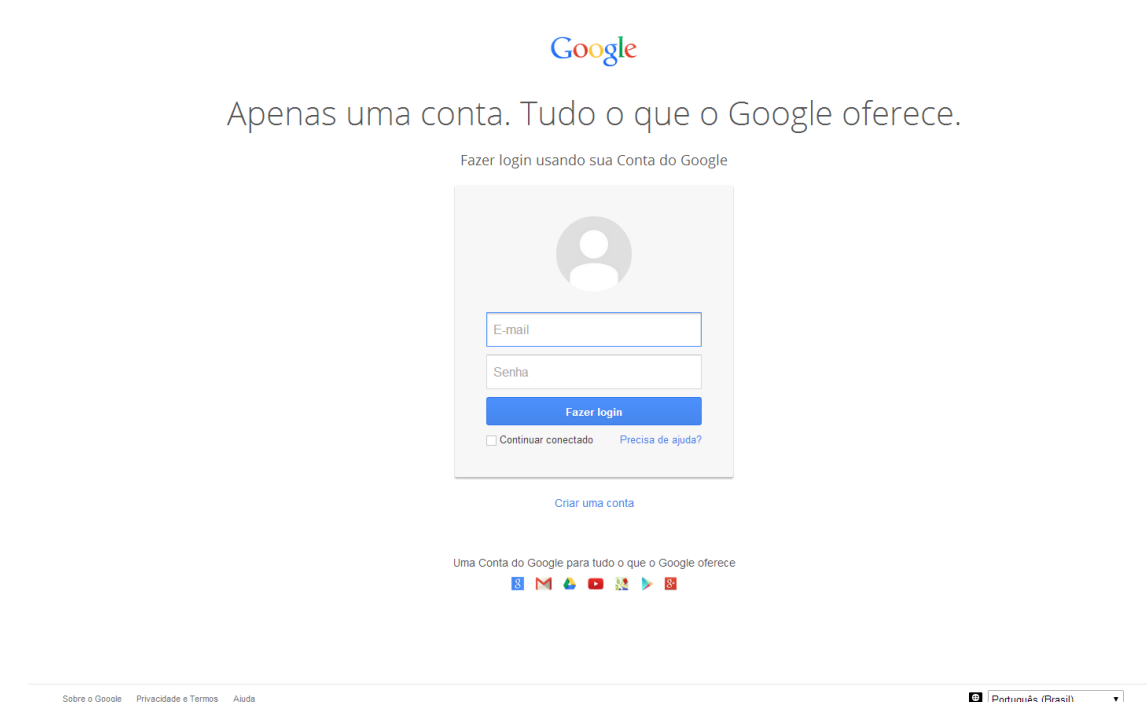 Google
Apenas uma conta. Tudo o que o Google oferece.
Fazer login usando sua Conta do Google
E-mail
Senha
Fazer login
Continuar conectado Precisa de ajuda?
Criar uma conta
Uma Conta do Google para tudo o que o Google oferece
Sobre o Google Privacidade e Termos Ajuda Português (Brasil)